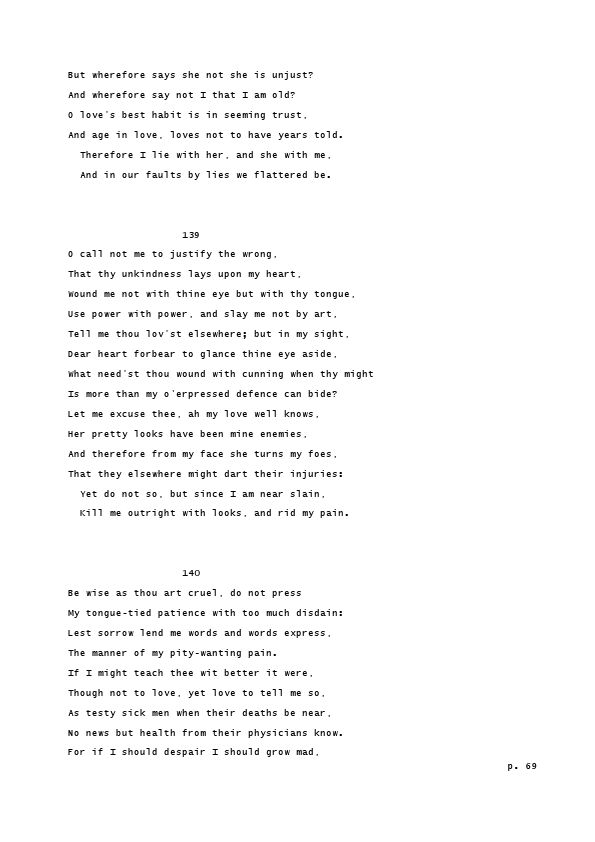 But wherefore says she not she is unjust?
And wherefore say not I that I am old?
O love's best habit is in seeming trust,
And age in love, loves not to have years told.
Therefore I lie with her, and she with me,
And in our faults by lies we flattered be.
139
O call not me to justify the wrong,
That thy unkindness lays upon my heart,
Wound me not with thine eye but with thy tongue,
Use power with power, and slay me not by art,
Tell me thou lov'st elsewhere; but in my sight,
Dear heart forbear to glance thine eye aside,
What need'st thou wound with cunning when thy might
Is more than my o'erpressed defence can bide?
Let me excuse thee, ah my love well knows,
Her pretty looks have been mine enemies,
And therefore from my face she turns my foes,
That they elsewhere might dart their injuries:
Yet do not so, but since I am near slain,
Kill me outright with looks, and rid my pain.
140
Be wise as thou art cruel, do not press
My tongue-tied patience with too much disdain:
Lest sorrow lend me words and words express,
The manner of my pity-wanting pain.
If I might teach thee wit better it were,
Though not to love, yet love to tell me so,
As testy sick men when their deaths be near,
No news but health from their physicians know.
For if I should despair I should grow mad,
p. 69